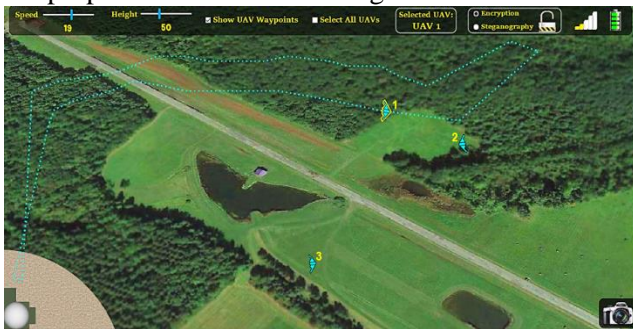 Speed
19
Height
50
Show UAV Waypoints
Select All UAVs
Selected UAV:
UAV 1
Encryption
Steganography
1
2
3